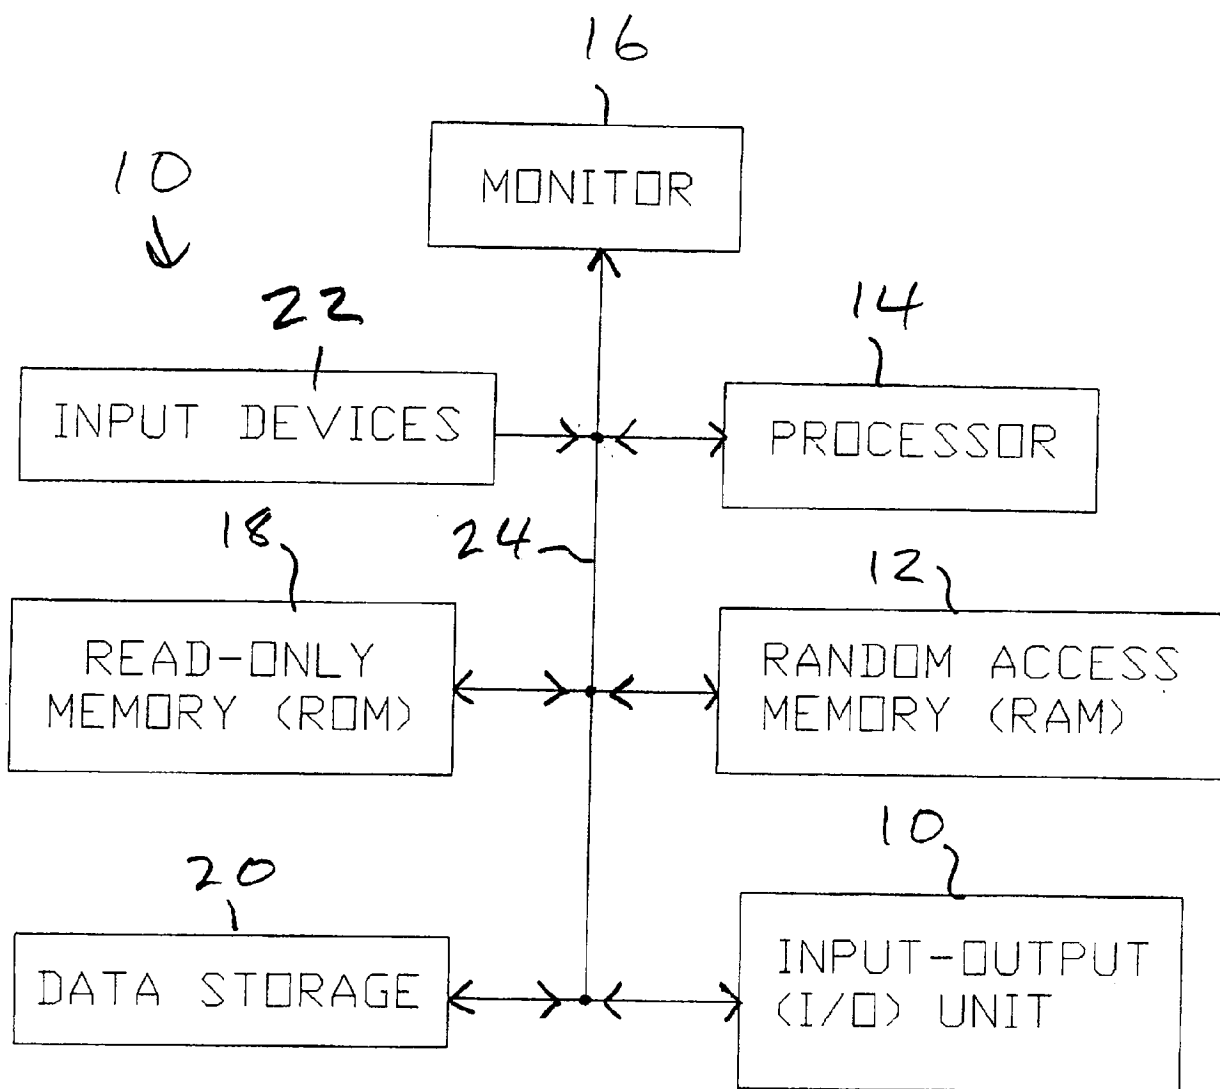 16
MONITOR
10
22
INPUT DEVICES
14
PROCESSOR
18
READ-ONLY
MEMORY (ROM)
24
12
RANDOM ACCESS
MEMORY (RAM)
20
DATA STORAGE
10
INPUT-OUTPUT
(I/O) UNIT